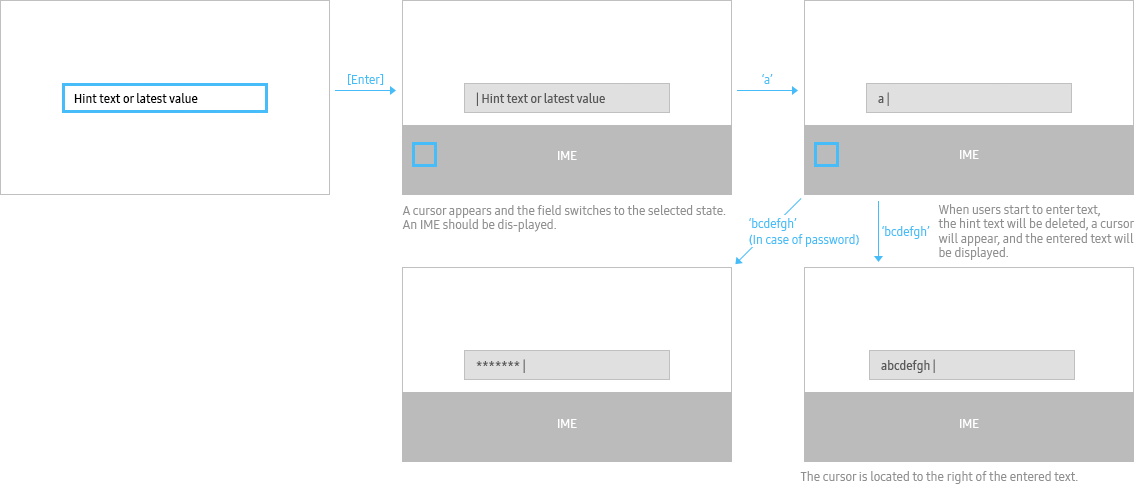 Hint text or latest value
[Enter]
| Hint text or latest value
'a'
a |
IME
IME
A cursor appears and the field switches to the selected state.
An IME should be dis-played.
'bcdefgh'
(In case of password)
'bcdefgh'
When users start to enter text,
the hint text will be deleted, a cursor
will appear, and the entered text will
be displayed.
******* |
abcdefgh |
IME
IME
The cursor is located to the right of the entered text.